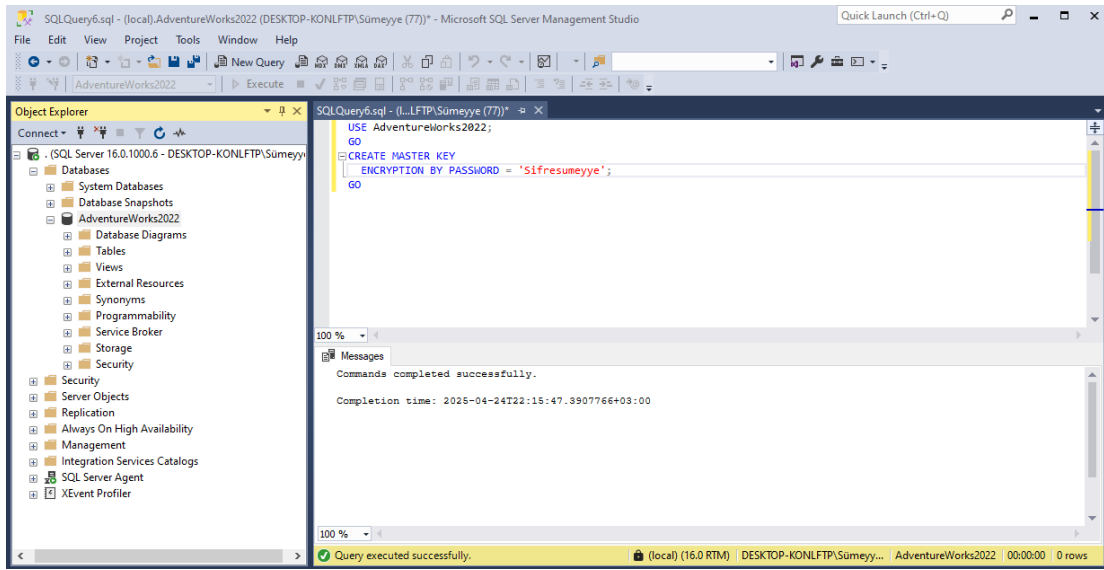 SQLQuery6.sql - (local).AdventureWorks2022 (DESKTOP-KONLFTP\Sümeyye (77))* - Microsoft SQL Server Management Studio
Quick Launch (Ctrl+Q)
File Edit View Project Tools Window Help
New Query
AdventureWorks2022 Execute
Object Explorer
Connect
. (SQL Server 16.0.1000.6 - DESKTOP-KONLFTP\Sümeyy
Databases
System Databases
Database Snapshots
AdventureWorks2022
Database Diagrams
Tables
Views
External Resources
Synonyms
Programmability
Service Broker
Storage
Security
Security
Server Objects
Replication
Always On High Availability
Management
Integration Services Catalogs
SQL Server Agent
XEvent Profiler
SQLQuery6.sql - (l...LFTP\Sümeyye (77))*
USE AdventureWorks2022;
GO
CREATE MASTER KEY
ENCRYPTION BY PASSWORD = 'Sifresumeyye';
GO
100 %
Messages
Commands completed successfully.
Completion time: 2025-04-24T22:15:47.3907766+03:00
100 %
Query executed successfully.
(local) (16.0 RTM) DESKTOP-KONLFTP\Sümeyy... AdventureWorks2022 00:00:00 0 rows